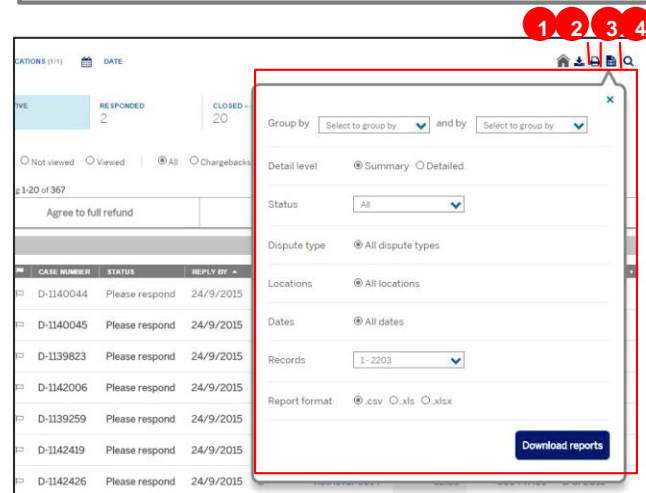 1 2 3 4
CATIONS (1/1) DATE
TIVE RESPONDED CLOSED -
2 20
Not viewed Viewed All Chargebacks
g 1-20 of 367
Agree to full refund
CASE NUMBER STATUS REPLY BY
D-1140044 Please respond 24/9/2015
D-1140045 Please respond 24/9/2015
D-1139823 Please respond 24/9/2015
D-1142006 Please respond 24/9/2015
D-1139259 Please respond 24/9/2015
D-1142419 Please respond 24/9/2015
D-1142426 Please respond 24/9/2015
×
Group by Select to group by and by Select to group by
Detail level Summary Detailed
Status All
Dispute type All dispute types
Locations All locations
Dates All dates
Records 1-2203
Report format .csv .xls .xlsx
Download reports